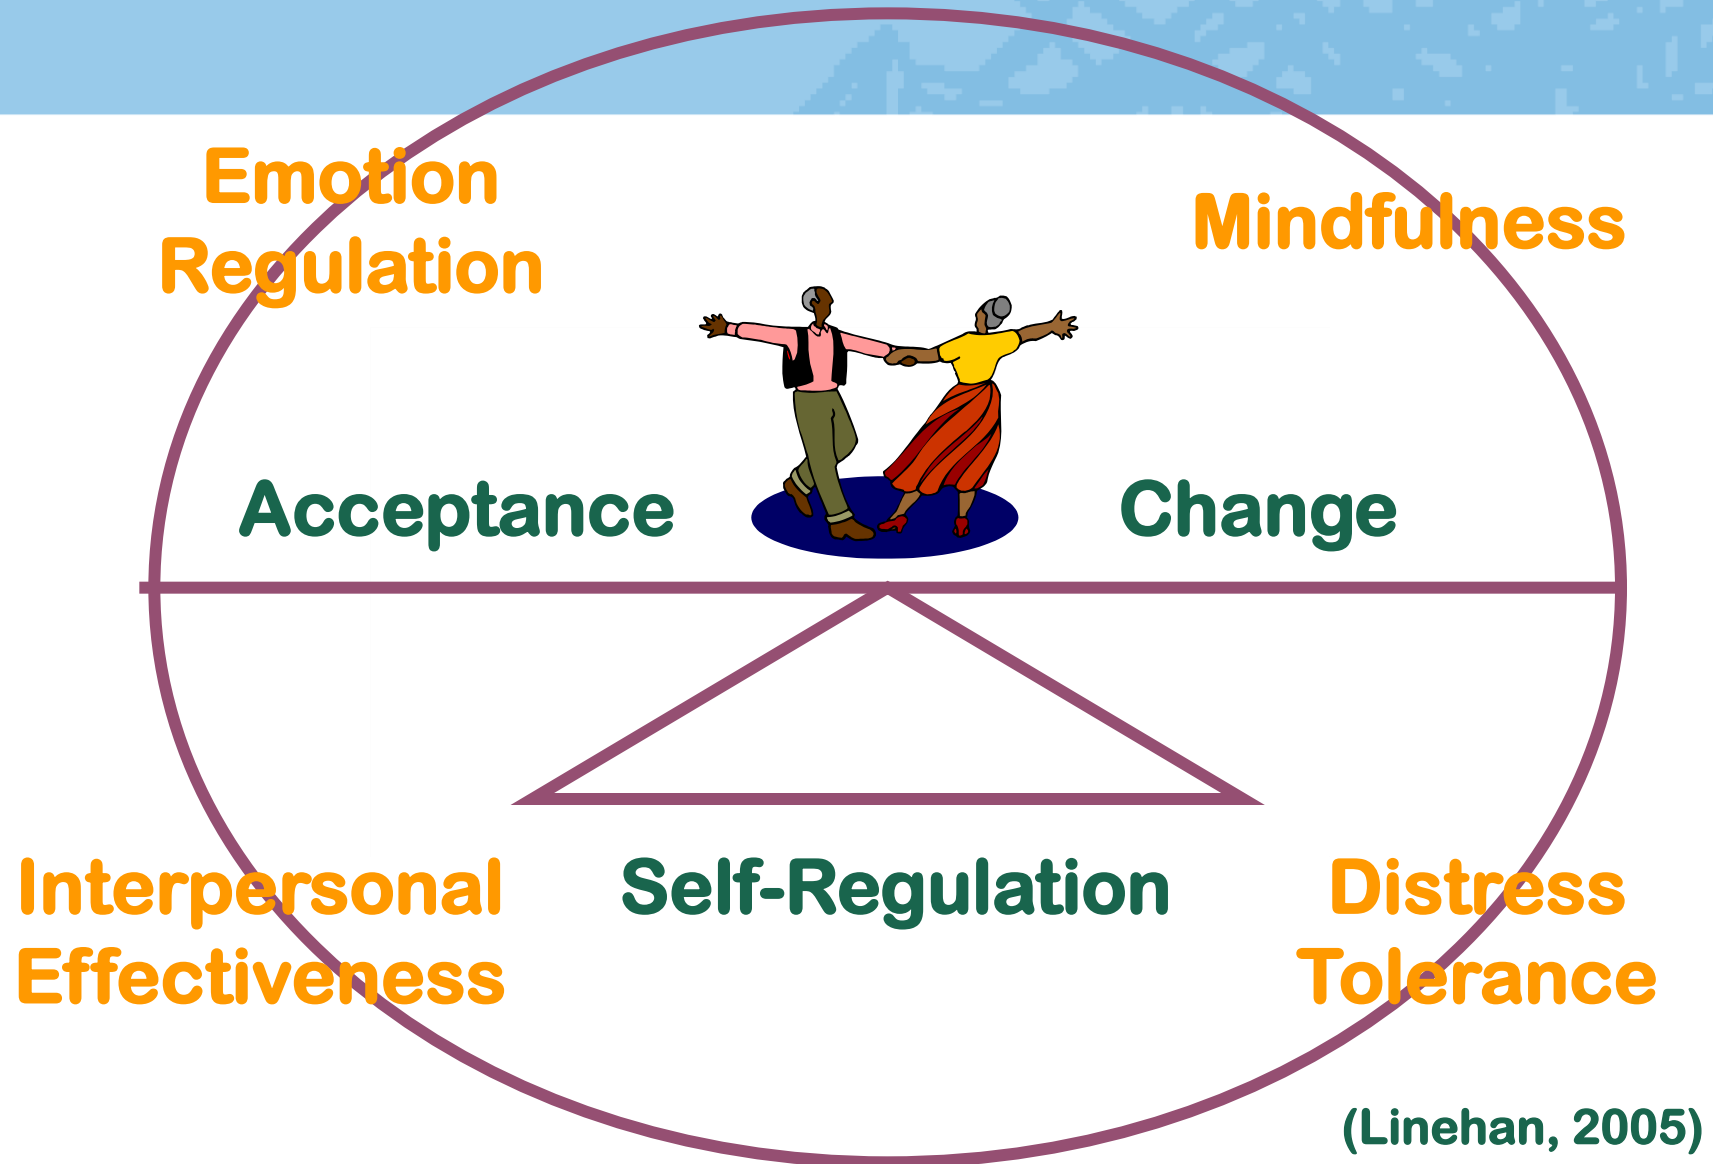 Emotion
Regulation
Mindfulness
Acceptance
Change
Interpersonal
Effectiveness
Self-Regulation
Distress
Tolerance
(Linehan, 2005)